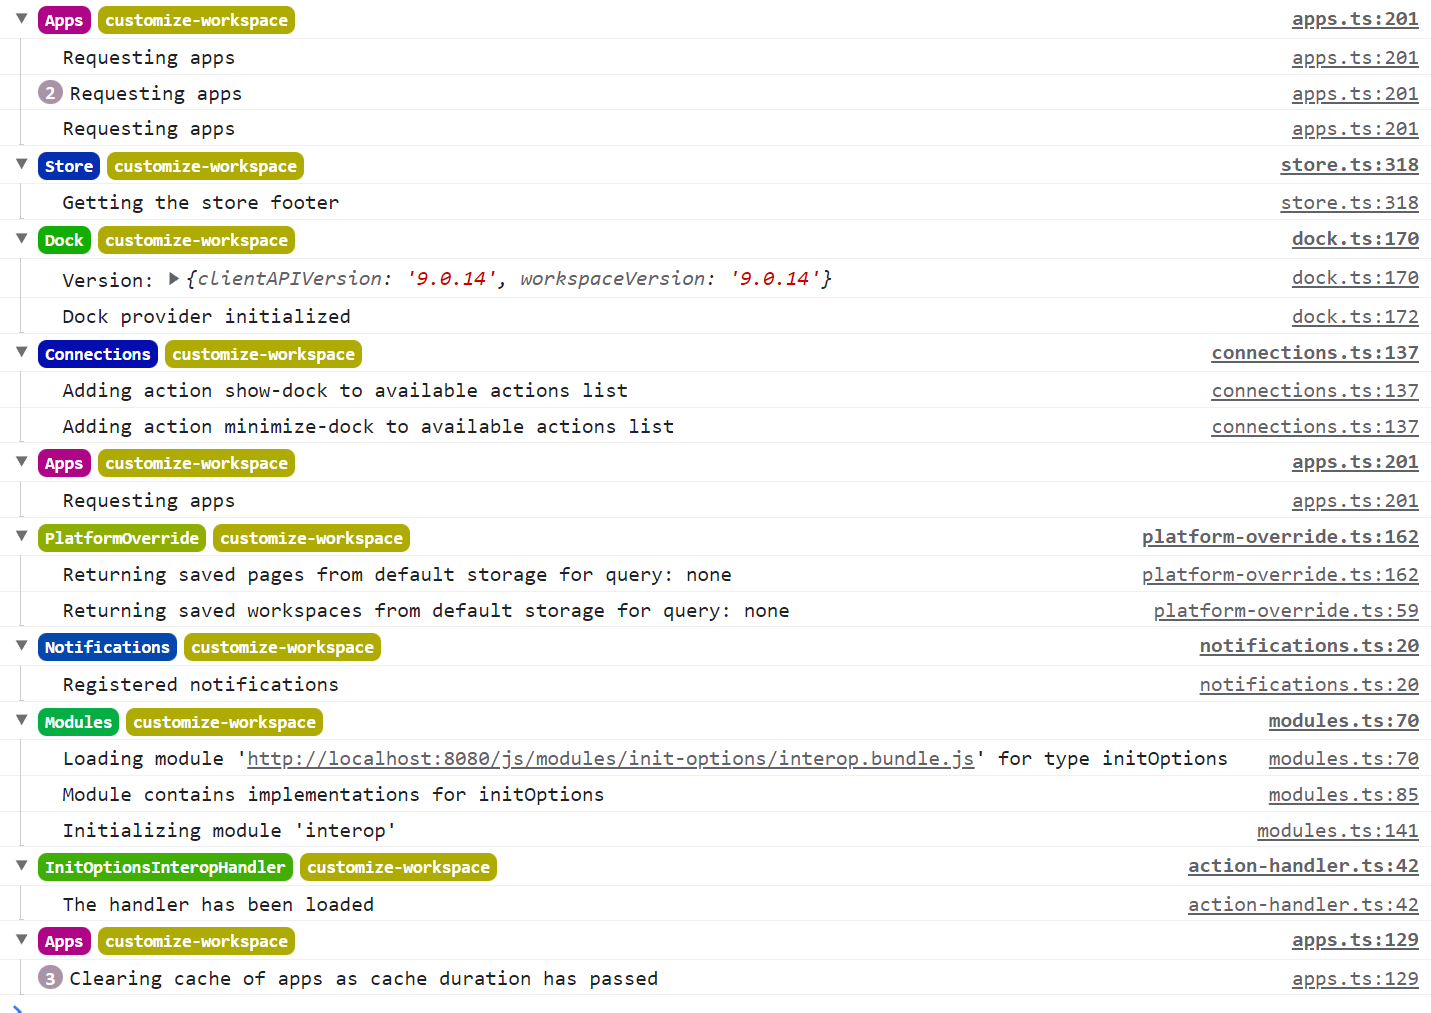 Apps customize-workspace apps.ts:201
Requesting apps apps.ts:201
2 Requesting apps apps.ts:201
Requesting apps apps.ts:201
Store customize-workspace store.ts:318
Getting the store footer store.ts:318
Dock customize-workspace dock.ts:170
Version: {clientAPIVersion: '9.0.14', workspaceVersion: '9.0.14'} dock.ts:170
Dock provider initialized dock.ts:172
Connections customize-workspace connections.ts:137
Adding action show-dock to available actions list connections.ts:137
Adding action minimize-dock to available actions list connections.ts:137
Apps customize-workspace apps.ts:201
Requesting apps apps.ts:201
PlatformOverride customize-workspace platform-override.ts:162
Returning saved pages from default storage for query: none platform-override.ts:162
Returning saved workspaces from default storage for query: none platform-override.ts:59
Notifications customize-workspace notifications.ts:20
Registered notifications notifications.ts:20
Modules customize-workspace modules.ts:70
Loading module 'http://localhost:8080/js/modules/init-options/interop.bundle.js' for type initOptions modules.ts:70
Module contains implementations for initOptions modules.ts:85
Initializing module 'interop' modules.ts:141
InitOptionsInteropHandler customize-workspace action-handler.ts:42
The handler has been loaded action-handler.ts:42
Apps customize-workspace apps.ts:129
3 Clearing cache of apps as cache duration has passed apps.ts:129